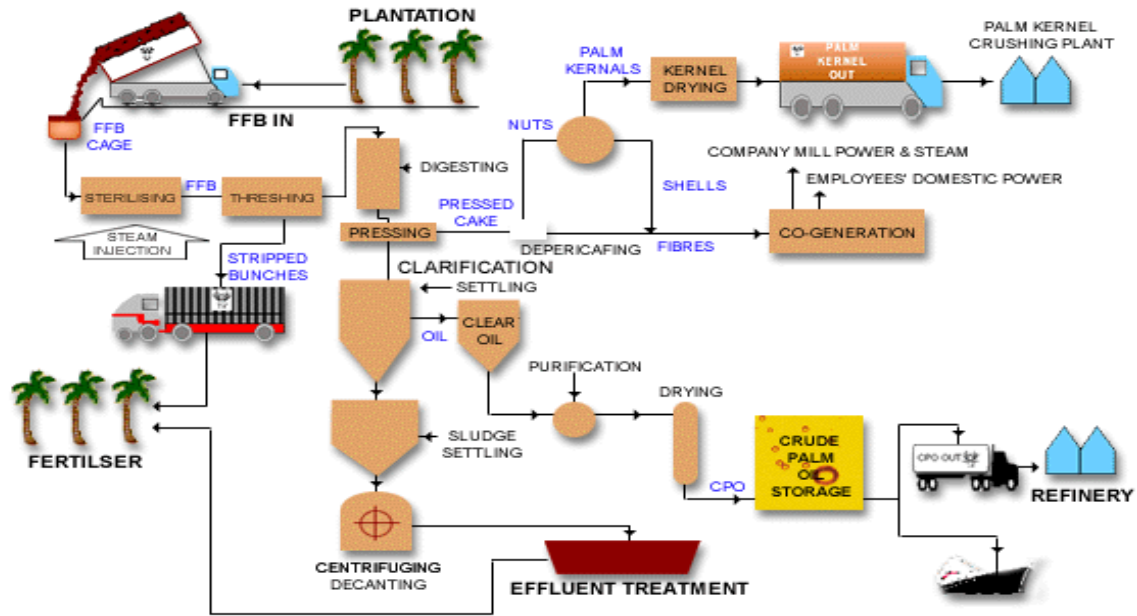 PLANTATION
FFB IN
FFB
CAGE
STERILISING
FFB
THRESHING
STEAM
INJECTION
STRIPPED
BUNCHES
DIGESTING
PRESSING
PRESSED
CAKE
NUTS
PALM
KERNALS
KERNEL
DRYING
PALM
KERNEL
OUT
PALM KERNEL
CRUSHING PLANT
COMPANY MILL POWER & STEAM
EMPLOYEES' DOMESTIC POWER
SHELLS
DEPERICAFING
FIBRES
CO-GENERATION
CLARIFICATION
SETTLING
OIL
CLEAR
OIL
PURIFICATION
DRYING
SLUDGE
SETTLING
CPO
CRUDE
PALM
OIL
STORAGE
CPO OUT
REFINERY
FERTILSER
CENTRIFUGING
DECANTING
EFFLUENT TREATMENT